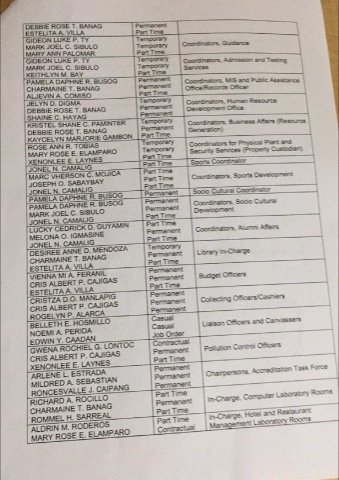 DEBBIE ROSE T. BANAG Permanent
ESTELITA A. VILLA Part Time
GIDEON LUKE P. TY Temporary Coordinators, Guidance
MARK JOEL C. SIBULO Temporary
MARY ANN PALOMAR Part Time
GIDEON LUKE P. TY Temporary Coordinators, Admission and Testing
MARK JOEL C. SIBULO Temporary Services
KEITHLYN M. BAY Part Time
PAMELA DAPHNE R. BUSOG Permanent Coordinators, MIS and Public Assistance
CHARMAINE T. BANAG Permanent Office/Records Officer
ALJEVIN A. COMISO Part Time
JELYN D. DIGMA Temporary Coordinators, Human Resource
DEBBIE ROSE T. BANAG Permanent Development Office
SHAINE C. HAYAG Permanent
KRISTEL SHANE C. PAMINTER Temporary Coordinators, Business Affairs (Resource
DEBBIE ROSE T. BANAG Permanent Generation)
KAYCELYN MARJORIE GAMBON Part Time
ROSE ANN R. TOBIAS Temporary Coordinators for Physical Plant and
MARY ROSE E. ELAMPARO Permanent Security Services (Property Custodian)
XENONLEE E. LAYNES Part Time
JONEL N. CAMALIG Part Time Sports Coordinator
MARC VHERSON C. MOJICA Part Time Coordinators, Sports Development
JOSEPH O. SABAYBAY Part Time
JONEL N. CAMALIG Part Time
PAMELA DAPHNE R. BUSOG Permanent Socio Cultural Coordinator
PAMELA DAPHNE R. BUSOG Permanent Coordinators, Socio Cultural
MARK JOEL C. SIBULO Permanent Development
JONEL N. CAMALIG Part Time
LUCKY CEDRICK D. GUYAMIN Part Time Coordinators, Alumni Affairs
MELONA O. IGMASINE Permanent
JONEL N. CAMALIG Part Time
DESIREE ANNE D. MENDOZA Temporary Library In-Charge
CHARMAINE T. BANAG Permanent
ESTELITA A. VILLA Part Time
VIENNA MI A. FERANIL Permanent Budget Officers
CRIS ALBERT P. CAJIGAS Permanent
ESTELITA A. VILLA Part Time
CRISTZA D.O. MANLAPIG Permanent Collecting Officers/Cashiers
CRIS ALBERT P. CAJIGAS Permanent
ROGELYN P. ALARCA Permanent
BELLETH E. HOSMILLO Casual Liaison Officers and Canvassers
NOEMI A. PERIDA Casual
EDWIN Y. CAADAN Job Order
GWENA ROCHIEL G. LONTOC Contractual Pollution Control Officers
CRIS ALBERT P. CAJIGAS Permanent
XENONLEE E. LAYNES Part Time
ARLENE L. ESTRADA Permanent Chairpersons, Accreditation Task Force
MILDRED A. SEBASTIAN Permanent
RONCESVALLE J. CAIPANG Part Time
RICHARD A. ROCILLO Part Time In-Charge, Computer Laboratory Rooms
CHARMAINE T. BANAG Permanent
ROMMEL H. SARREAL Part Time
ALDRIN M. RODEROS Part Time In-Charge, Hotel and Restaurant
MARY ROSE E. ELAMPARO Contractual Management Laboratory Rooms